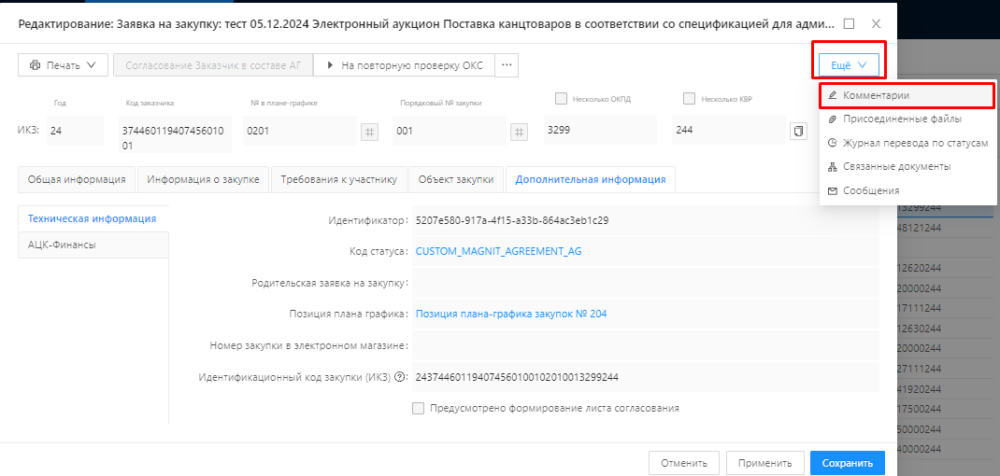 Редактирование: Заявка на закупку: тест 05.12.2024 Электронный аукцион Поставка канцтоваров в соответствии со спецификацией для адми...
Печать Согласование Заказчик в составе АГ На повторную проверку ОКС ... Ещё
Комментарии
Присоединенные файлы
Журнал перевода по статусам
Связанные документы
Сообщения
Год Код заказчика № в плане-графике Порядковый № закупки Несколько ОКПД Несколько КВР
ИКЗ: 24 37446011940745601001 0201 # 001 # 3299 244
Общая информация Информация о закупке Требования к участнику Объект закупки Дополнительная информация
Техническая информация
АЦК-Финансы
Идентификатор: 5207e580-917a-4f15-a33b-864ac3eb1c29
Код статуса: CUSTOM_MAGNIT_AGREEMENT_AG
Родительская заявка на закупку:
Позиция плана графика: Позиция плана-графика закупок № 204
Номер закупки в электронном магазине:
Идентификационный код закупки (ИКЗ) ?: 243744601194074560100102010013299244
Предусмотрено формирование листа согласования
13299244
48121244
12620244
20000244
17111244
12630244
20000244
27111244
41920244
17500244
50000244
40000244
Отменить Применить Сохранить